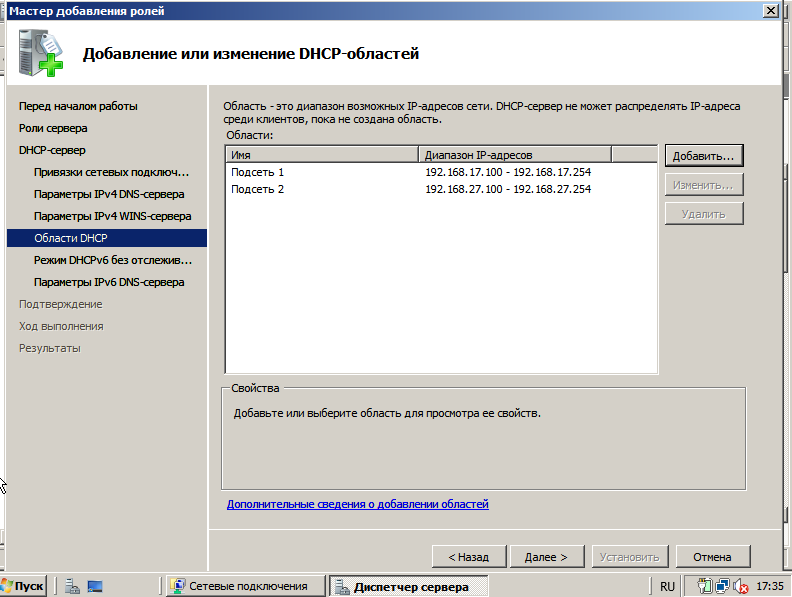 Мастер добавления ролей
Добавление или изменение DHCP-областей
Перед началом работы
Роли сервера
DHCP-сервер
Привязки сетевых подключ...
Параметры IPv4 DNS-сервера
Параметры IPv4 WINS-сервера
Области DHCP
Режим DHCPv6 без отслежив...
Параметры IPv6 DNS-сервера
Подтверждение
Ход выполнения
Результаты
Область - это диапазон возможных IP-адресов сети. DHCP-сервер не может распределять IP-адреса
среди клиентов, пока не создана область.
Области:
Имя Диапазон IP-адресов
Подсеть 1 192.168.17.100 - 192.168.17.254
Подсеть 2 192.168.27.100 - 192.168.27.254
Добавить...
Изменить...
Удалить
Свойства
Добавьте или выберите область для просмотра ее свойств.
Дополнительные сведения о добавлении областей
< Назад Далее > Установить Отмена
Пуск Сетевые подключения Диспетчер сервера RU 17:35